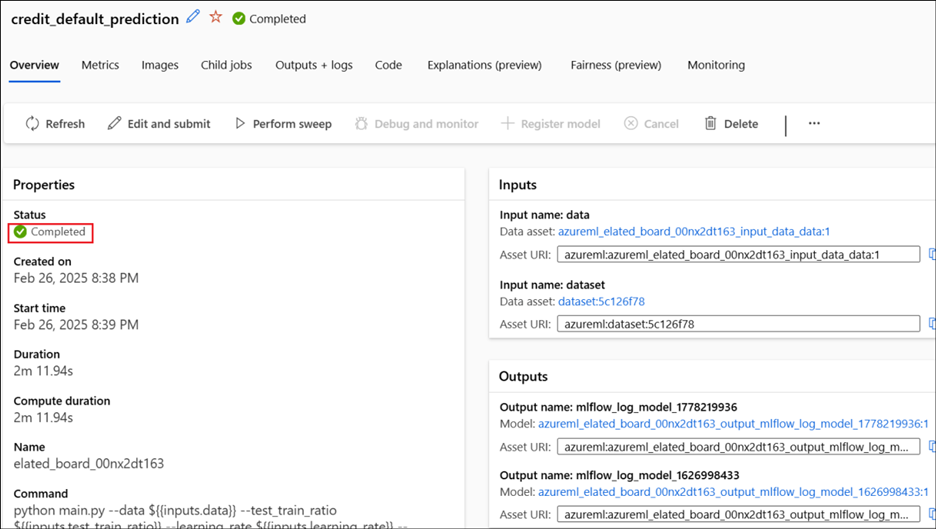 credit_default_prediction Completed
Overview Metrics Images Child jobs Outputs + logs Code Explanations (preview) Fairness (preview) Monitoring
Refresh Edit and submit Perform sweep Debug and monitor Register model Cancel Delete ...
Properties
Status
Completed
Created on
Feb 26, 2025 8:38 PM
Start time
Feb 26, 2025 8:39 PM
Duration
2m 11.94s
Compute duration
2m 11.94s
Name
elated_board_00nx2dt163
Command
python main.py --data ${{inputs.data}} --test_train_ratio
${{inputs.test_train_ratio}} --learning_rate ${{inputs.learning_rate}} --
Inputs
Input name: data
Data asset: azureml_elated_board_00nx2dt163_input_data_data:1
Asset URI: azureml:azureml_elated_board_00nx2dt163_input_data_data:1
Input name: dataset
Data asset: dataset:5c126f78
Asset URI: azureml:dataset:5c126f78
Outputs
Output name: mlflow_log_model_1778219936
Model: azureml_elated_board_00nx2dt163_output_mlflow_log_model_1778219936:1
Asset URI: azureml:azureml_elated_board_00nx2dt163_output_mlflow_log_m...
Output name: mlflow_log_model_1626998433
Model: azureml_elated_board_00nx2dt163_output_mlflow_log_model_1626998433:1
Asset URI: azureml:azureml_elated_board_00nx2dt163_output_mlflow_log_m...